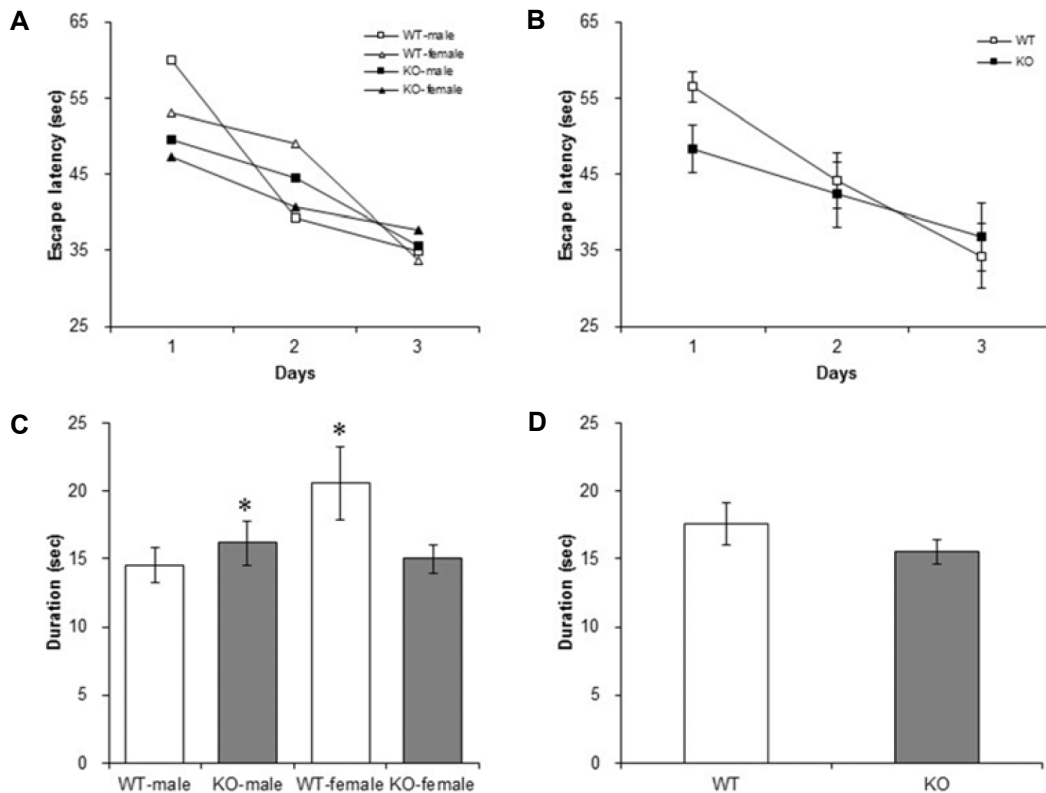 A
65
55
45
35
25
Escape latency (sec)
WT-male
WT-female
KO-male
KO-female
1 2 3
Days
B
65
55
45
35
25
Escape latency (sec)
WT
KO
1 2 3
Days
C
25
20
15
10
5
0
Duration (sec)
*
*
WT-male KO-male WT-female KO-female
D
25
20
15
10
5
0
Duration (sec)
WT KO